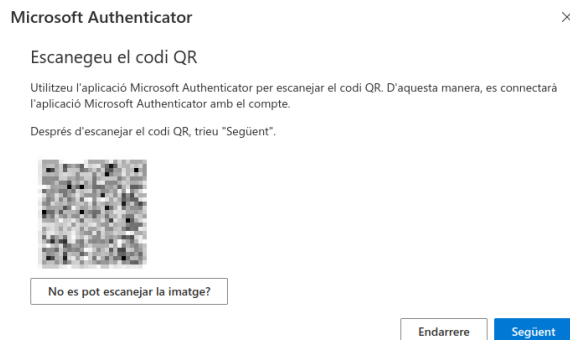 Microsoft Authenticator
Escanegeu el codi QR
Utilitzeu l'aplicació Microsoft Authenticator per escanejar el codi QR. D'aquesta manera, es connectarà
l'aplicació Microsoft Authenticator amb el compte.
Després d'escanejar el codi QR, trieu "Següent".
No es pot escanejar la imatge?
Endarrere
Següent